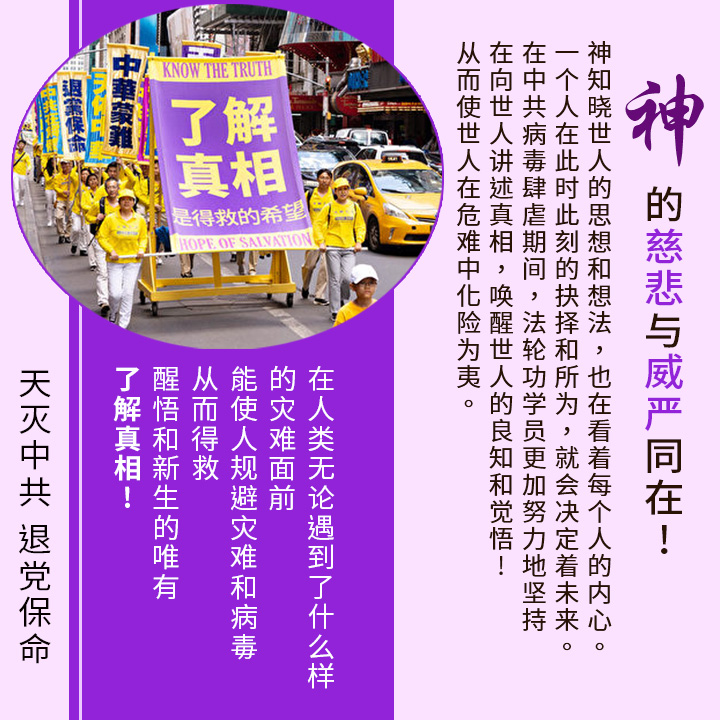 神的慈悲与威严同在！
神知晓世人的思想和想法，也在看着每个人的内心。
一个人在此时此刻的抉择和所为，就会决定着未来。
在中共病毒肆虐期间，法轮功学员更加努力地坚持
在向世人讲述真相，唤醒世人的良知和觉悟！
从而使世人在危难中化险为夷。
KNOW THE TRUTH
了解
真相
是得救的希望
HOPE OF SALVATION
中華蒙難
退黨保命
在人类无论遇到了什么样
的灾难面前
能使人规避灾难和病毒
从而得救
醒悟和新生的唯有
了解真相！
天灭中共 退党保命